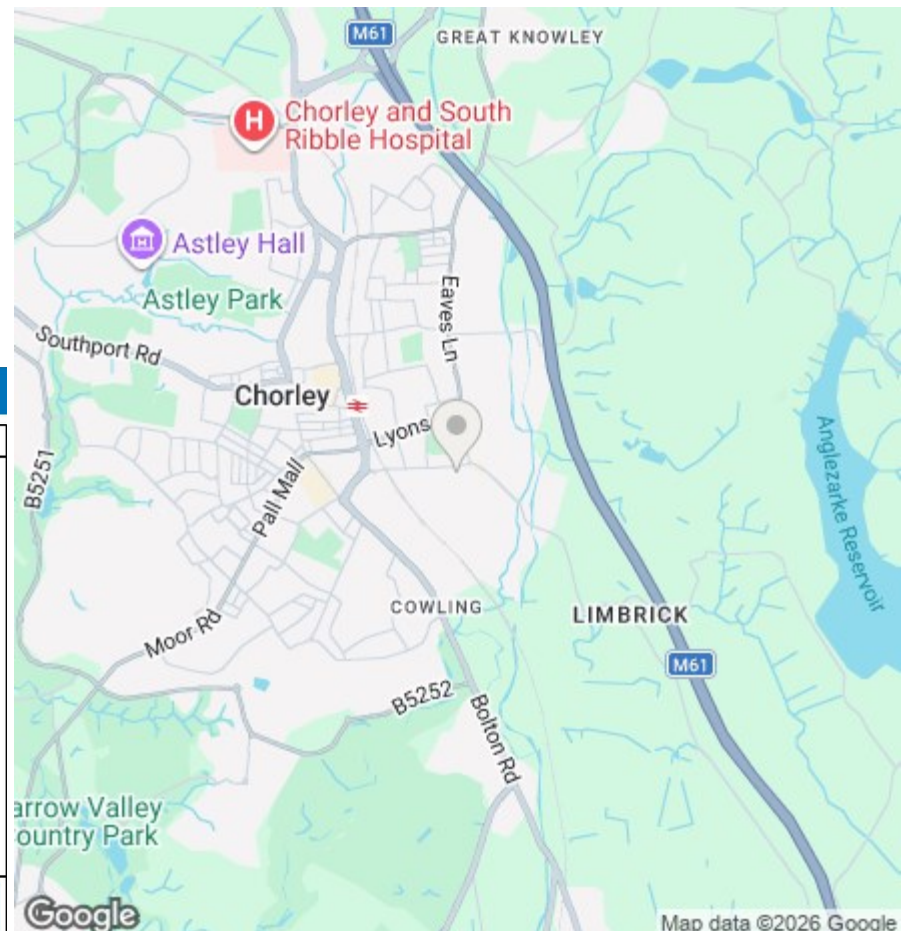 M61
GREAT KNOWLEY
H
Chorley and South
Ribble Hospital
Astley Hall
Astley Park
Eaves Ln
Southport Rd
Chorley
Lyons
B5251
Pall Mall
Anglezarke Reservoir
COWLING
LIMBRICK
Moor Rd
M61
B5252
Bolton Rd
arrow Valley
ountry Park
Google
Map data ©2026 Google